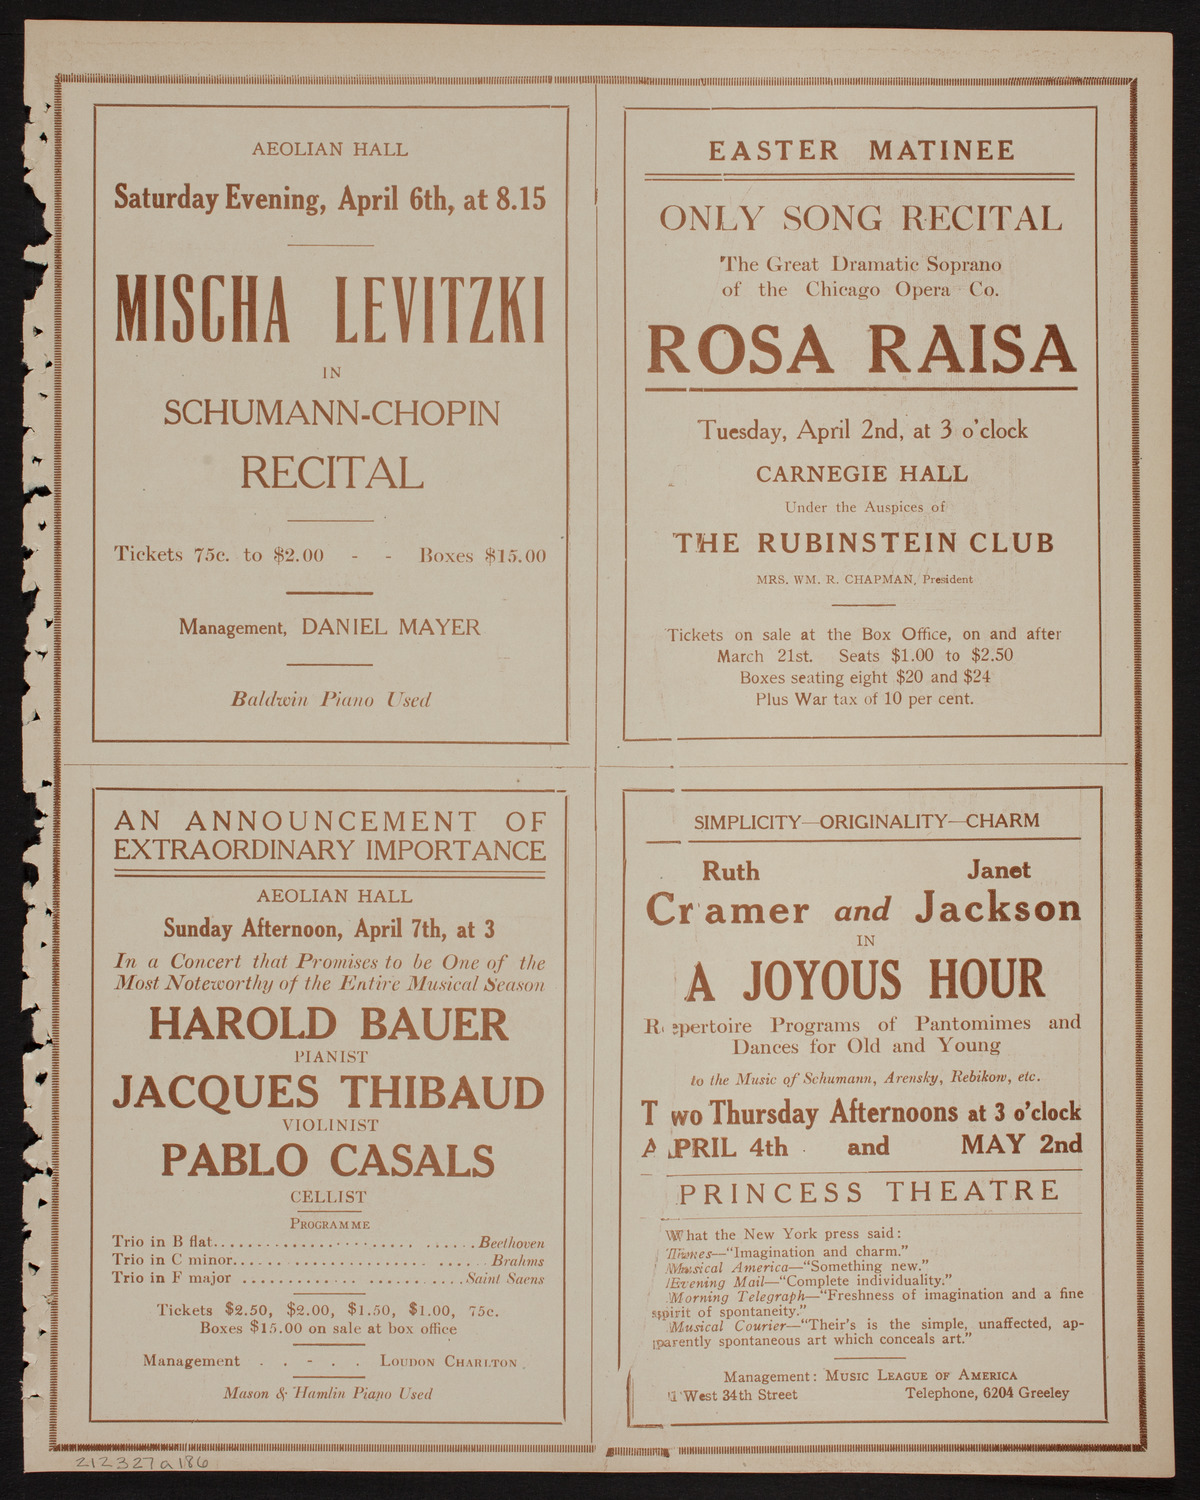 AEOLIAN HALL
Saturday Evening, April 6th, at 8.15
MISCHA LEVITZKI
IN
SCHUMANN-CHOPIN
RECITAL
Tickets 75c. to $2.00 - - Boxes $15.00
Management, DANIEL MAYER
Baldwin Piano Used
EASTER MATINEE
ONLY SONG RECITAL
The Great Dramatic Soprano
of the Chicago Opera Co.
ROSA RAISA
Tuesday, April 2nd, at 3 o'clock
CARNEGIE HALL
Under the Auspices of
THE RUBINSTEIN CLUB
MRS. WM. R. CHAPMAN, President
Tickets on sale at the Box Office, on and after
March 21st. Seats $1.00 to $2.50
Boxes seating eight $20 and $24
Plus War tax of 10 per cent.
AN ANNOUNCEMENT OF
EXTRAORDINARY IMPORTANCE
AEOLIAN HALL
Sunday Afternoon, April 7th, at 3
In a Concert that Promises to be One of the
Most Noteworthy of the Entire Musical Season
HAROLD BAUER
PIANIST
JACQUES THIBAUD
VIOLINIST
PABLO CASALS
CELLIST
PROGRAMME
Trio in B flat.............................Beethoven
Trio in C minor............................Brahms
Trio in F major ...........................Saint Saens
Tickets $2.50, $2.00, $1.50, $1.00, 75c.
Boxes $15.00 on sale at box office
Management . . - . . LOUDON CHARLTON.
Mason & Hamlin Piano Used
SIMPLICITY—ORIGINALITY—CHARM
Ruth Janet
Cramer and Jackson
IN
A JOYOUS HOUR
Repertoire Programs of Pantomimes and
Dances for Old and Young
to the Music of Schumann, Arensky, Rebikow, etc.
Two Thursday Afternoons at 3 o'clock
APRIL 4th and MAY 2nd
PRINCESS THEATRE
What the New York press said:
Times—"Imagination and charm."
Musical America—"Something new."
Evening Mail—"Complete individuality."
Morning Telegraph—"Freshness of imagination and a fine
spirit of spontaneity."
Musical Courier—"Their's is the simple, unaffected, ap-
parently spontaneous art which conceals art."
Management: MUSIC LEAGUE OF AMERICA
1 West 34th Street Telephone, 6204 Greeley
212327a186